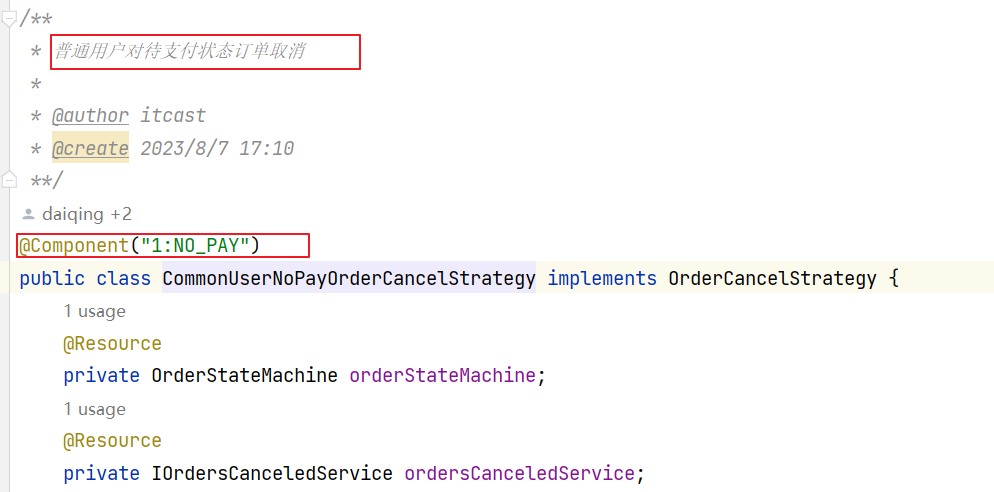 /**
* 普通用户对待支付状态订单取消
*
* @author itcast
* @create 2023/8/7 17:10
**/
daiqing +2
@Component("1:NO_PAY")
public class CommonUserNoPayOrderCancelStrategy implements OrderCancelStrategy {
1 usage
@Resource
private OrderStateMachine orderStateMachine;
1 usage
@Resource
private IOrdersCanceledService ordersCanceledService;